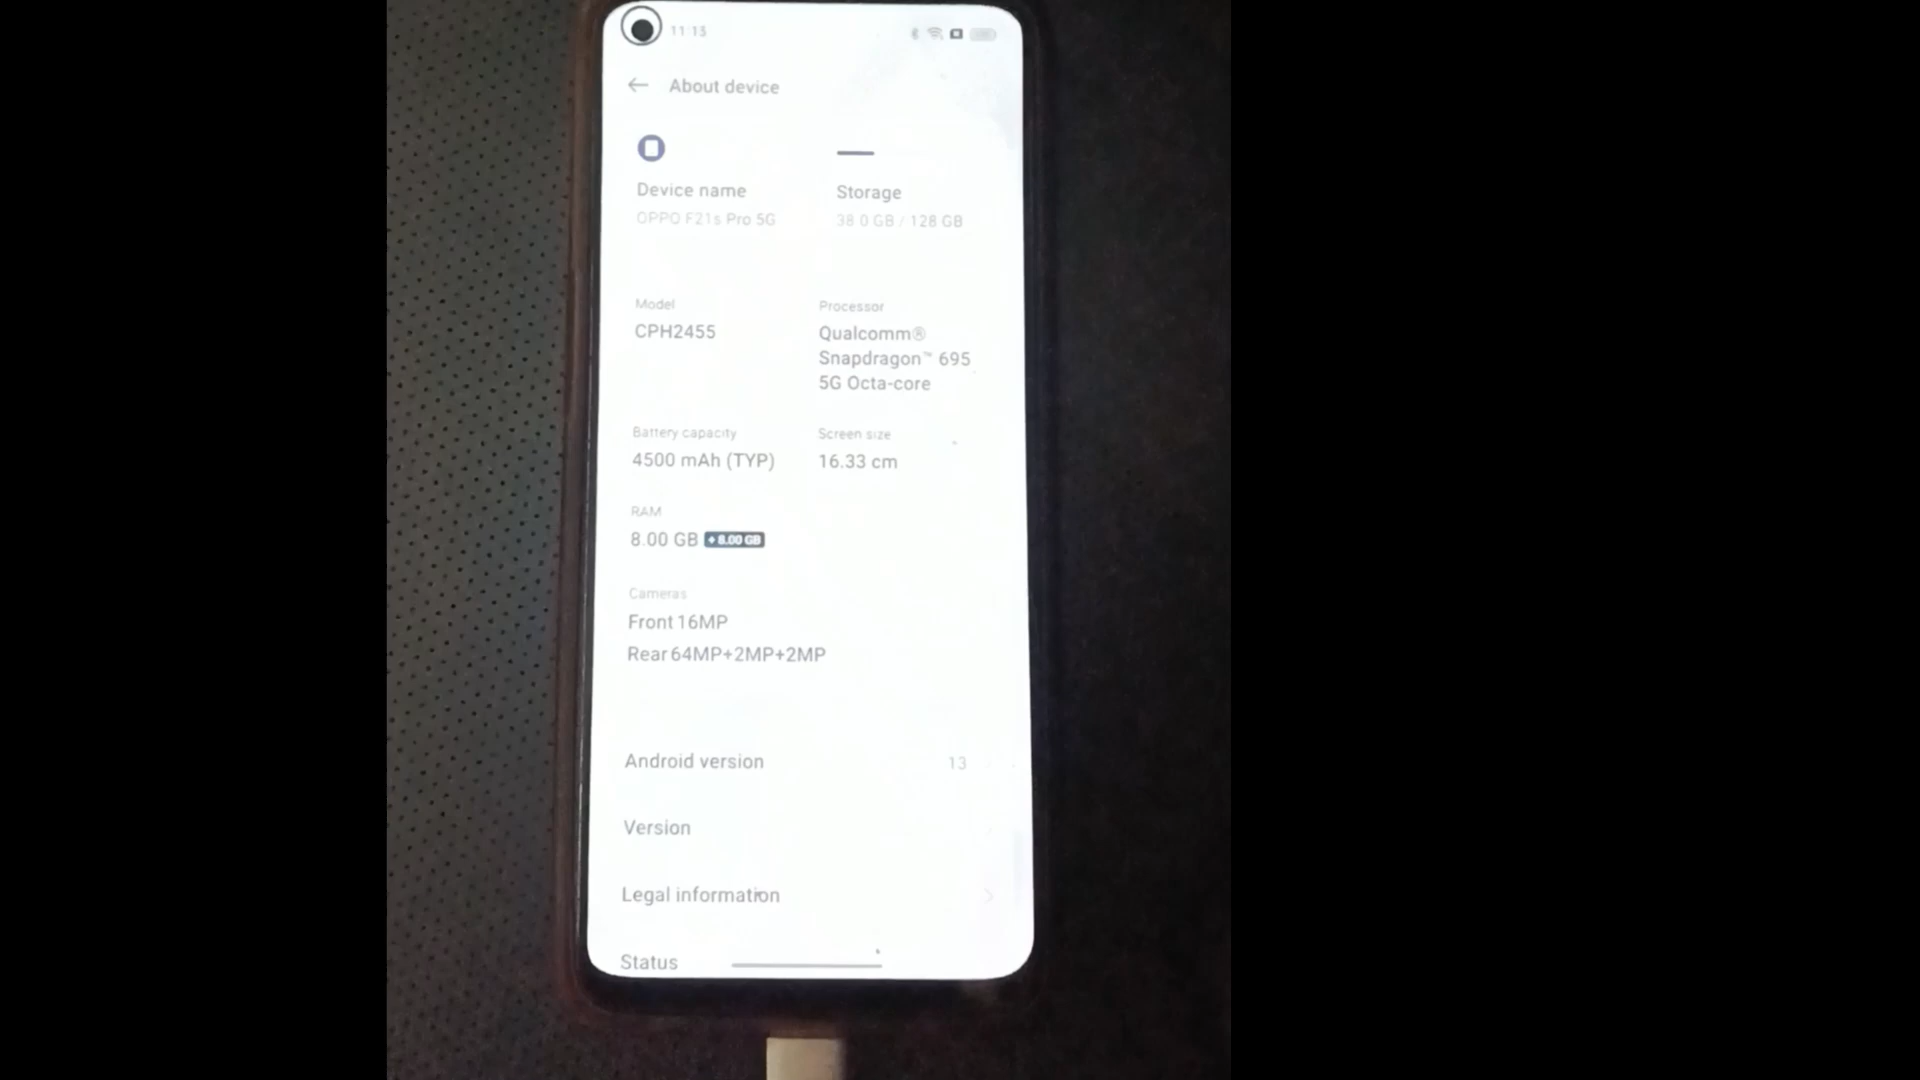 11:15
About device
Device name
OPPO F21s Pro 5G
Storage
38.0 GB / 128 GB
Model
CPH2455
Processor
Qualcomm®
Snapdragon™ 695
5G Octa-core
Battery capacity
4500 mAh (TYP)
Screen size
16.33 cm
RAM
8.00 GB +8.00 GB
Cameras
Front 16MP
Rear 64MP+2MP+2MP
Android version 13
Version
Legal information
Status